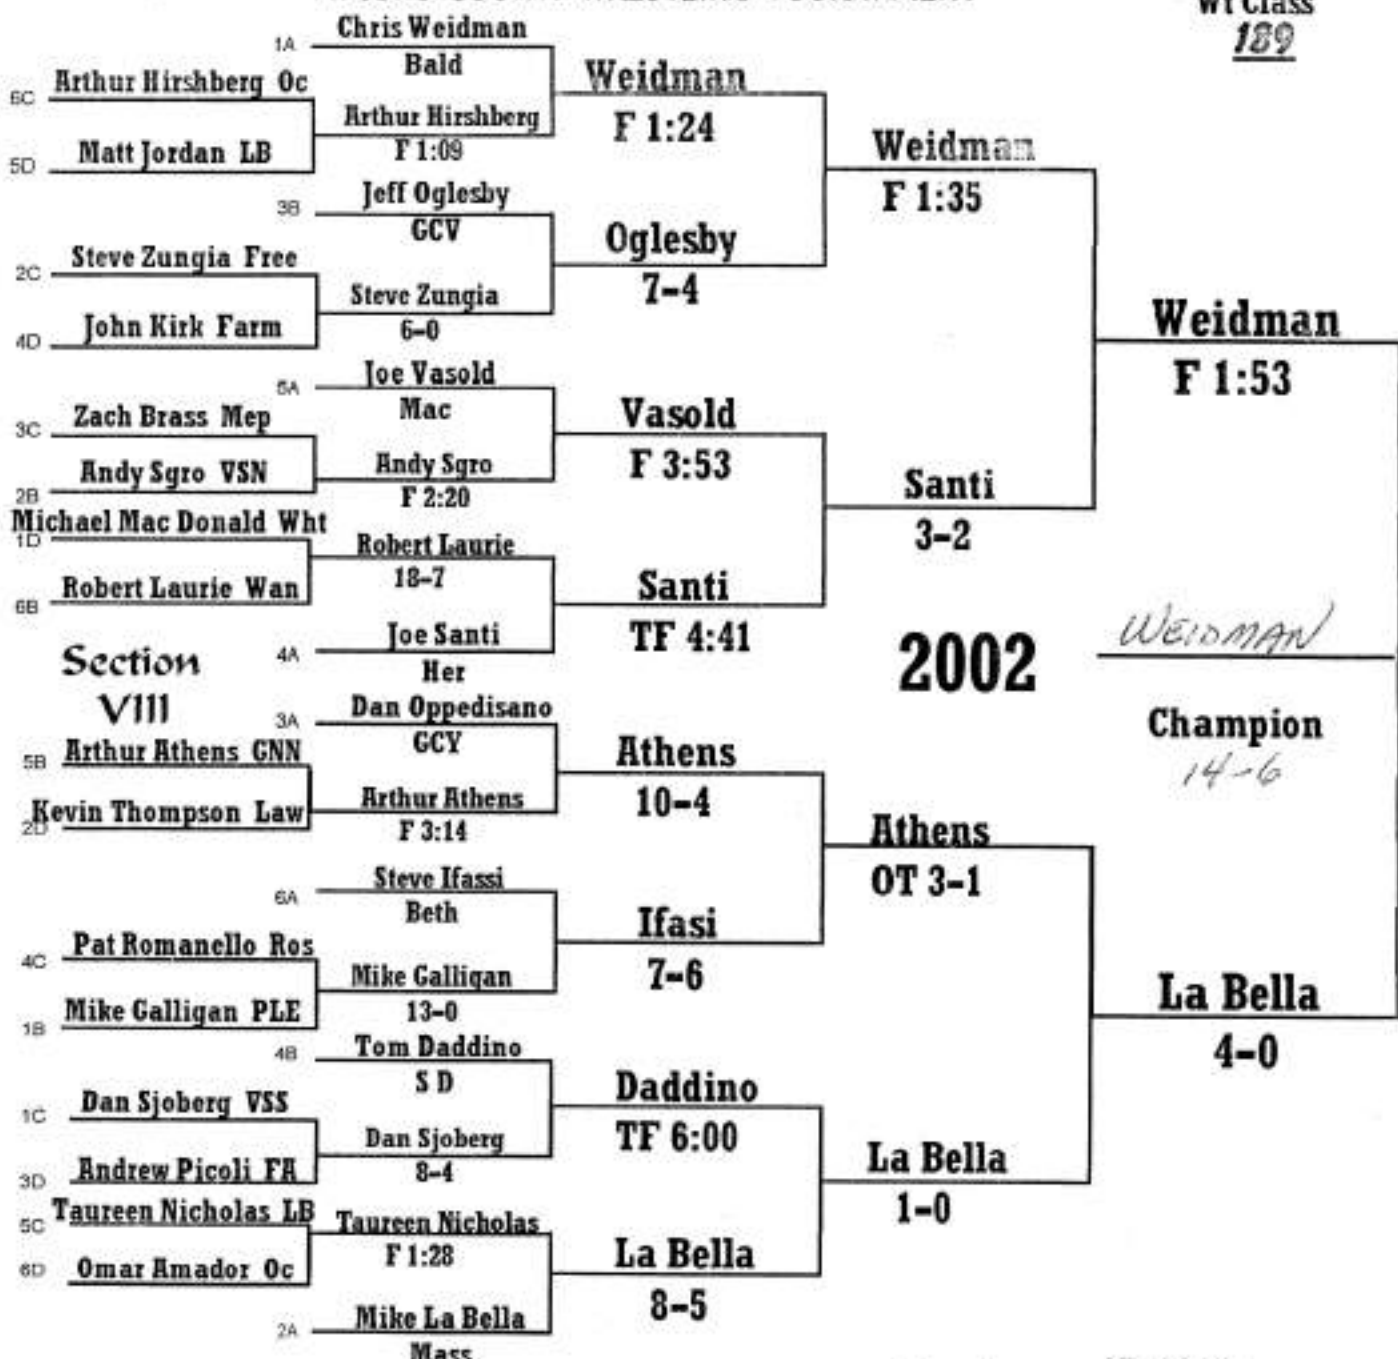 Wt Class
189
1A Chris Weidman
Bald
6C Arthur Hirshberg Oc
Arthur Hirshberg
F 1:09
5D Matt Jordan LB
Weidman
F 1:24
3B Jeff Oglesby
GCV
2C Steve Zungia Free
Steve Zungia
6-0
4D John Kirk Farm
Oglesby
7-4
Weidman
F 1:35
5A Joe Vasold
Mac
3C Zach Brass Mep
Andy Sgro
F 2:20
2B Andy Sgro VSN
Vasold
F 3:53
1D Michael Mac Donald Wht
Robert Laurie
18-7
6B Robert Laurie Wan
4A Joe Santi
Her
Santi
TF 4:41
Santi
3-2
Weidman
F 1:53
Section
VIII
2002
WEIDMAN
Champion
14-6
3A Dan Oppedisano
GCY
5B Arthur Athens GNN
Arthur Athens
F 3:14
2D Kevin Thompson Law
Athens
10-4
6A Steve Ifassi
Beth
4C Pat Romanello Ros
Mike Galligan
13-0
1B Mike Galligan PLE
Ifasi
7-6
Athens
OT 3-1
4B Tom Daddino
S D
1C Dan Sjoberg VSS
Dan Sjoberg
8-4
3D Andrew Picoli FA
Daddino
TF 6:00
5C Taureen Nicholas LB
Taureen Nicholas
F 1:28
6D Omar Amador Oc
2A Mike La Bella
Mass
La Bella
8-5
La Bella
1-0
La Bella
4-0